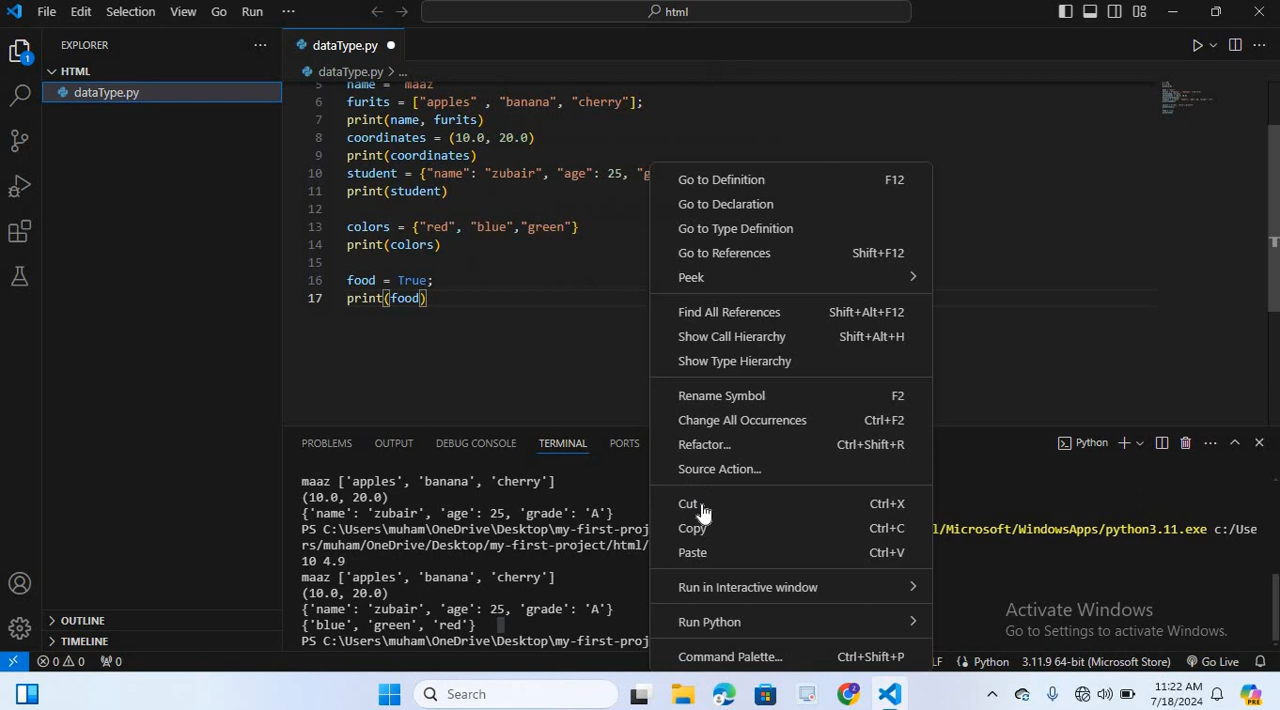 File Edit Selection View Go Run ··· html
EXPLORER ···
dataType.py
HTML
dataType.py
dataType.py > ...
5 name = "maaz
6 furits = ["apples" , "banana", "cherry"];
7 print(name, furits)
8 coordinates = (10.0, 20.0)
9 print(coordinates)
10 student = {"name": "zubair", "age": 25, "g
11 print(student)
12
13 colors = {"red", "blue","green"}
14 print(colors)
15
16 food = True;
17 print(food)
Go to Definition F12
Go to Declaration
Go to Type Definition
Go to References Shift+F12
Peek
Find All References Shift+Alt+F12
Show Call Hierarchy Shift+Alt+H
Show Type Hierarchy
Rename Symbol F2
Change All Occurrences Ctrl+F2
Refactor... Ctrl+Shift+R
Source Action...
Cut Ctrl+X
Copy Ctrl+C
Paste Ctrl+V
Run in Interactive window
Run Python
Command Palette... Ctrl+Shift+P
PROBLEMS OUTPUT DEBUG CONSOLE TERMINAL PORTS
Python
maaz ['apples', 'banana', 'cherry']
(10.0, 20.0)
{'name': 'zubair', 'age': 25, 'grade': 'A'}
PS C:\Users\muham\OneDrive\Desktop\my-first-proj l/Microsoft/WindowsApps/python3.11.exe c:/Use
rs/muham/OneDrive/Desktop/my-first-project/html/
10 4.9
maaz ['apples', 'banana', 'cherry']
(10.0, 20.0)
{'name': 'zubair', 'age': 25, 'grade': 'A'}
{'blue', 'green', 'red'}
PS C:\Users\muham\OneDrive\Desktop\my-first-proj
Activate Windows
Go to Settings to activate Windows.
OUTLINE
TIMELINE
1
0 0 0 LF Python 3.11.9 64-bit (Microsoft Store) Go Live
Search
11:22 AM
7/18/2024
PRE